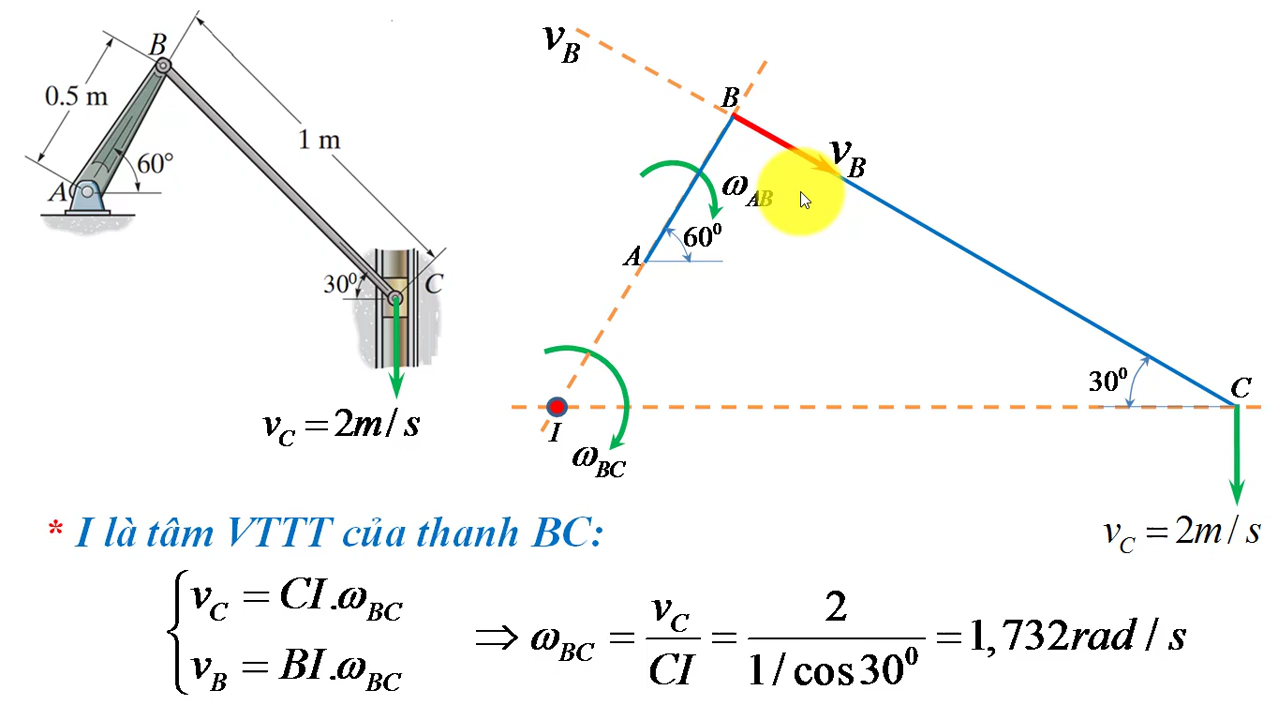 B
0.5 m
1 m
60°
A
30⁰
C
v_C = 2m / s
v_B
B
v_B
ω_AB
60⁰
A
30⁰
C
I
ω_BC
v_C = 2m / s
* I là tâm VTTT của thanh BC:
v_C = CI.ω_BC
v_B = BI.ω_BC
⇒ ω_BC = v_C / CI = 2 / (1/cos30⁰) = 1,732rad / s